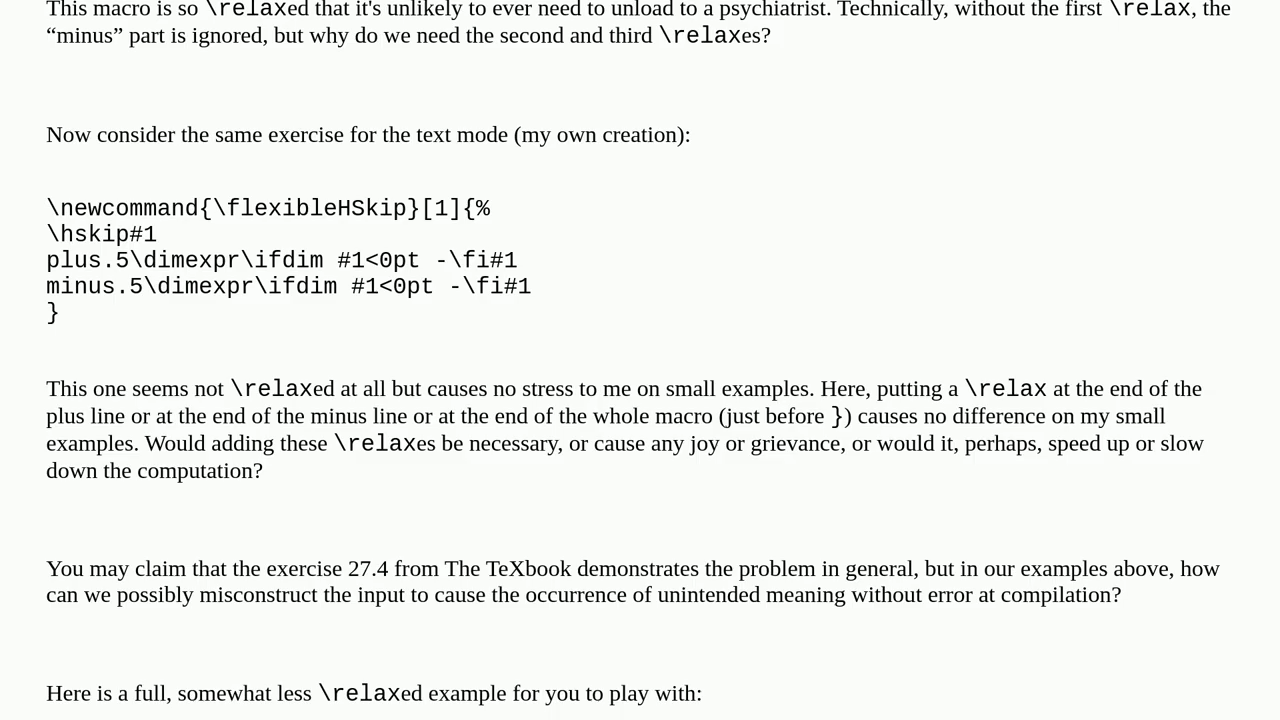 This macro is so \relaxed that it's unlikely to ever need to unload to a psychiatrist. Technically, without the first \relax, the
“minus” part is ignored, but why do we need the second and third \relaxes?
Now consider the same exercise for the text mode (my own creation):
\newcommand{\flexibleHSkip}[1]{%
\hskip#1
plus.5\dimexpr\ifdim #1<0pt -\fi#1
minus.5\dimexpr\ifdim #1<0pt -\fi#1
}
This one seems not \relaxed at all but causes no stress to me on small examples. Here, putting a \relax at the end of the
plus line or at the end of the minus line or at the end of the whole macro (just before }) causes no difference on my small
examples. Would adding these \relaxes be necessary, or cause any joy or grievance, or would it, perhaps, speed up or slow
down the computation?
You may claim that the exercise 27.4 from The TeXbook demonstrates the problem in general, but in our examples above, how
can we possibly misconstruct the input to cause the occurrence of unintended meaning without error at compilation?
Here is a full, somewhat less \relaxed example for you to play with: